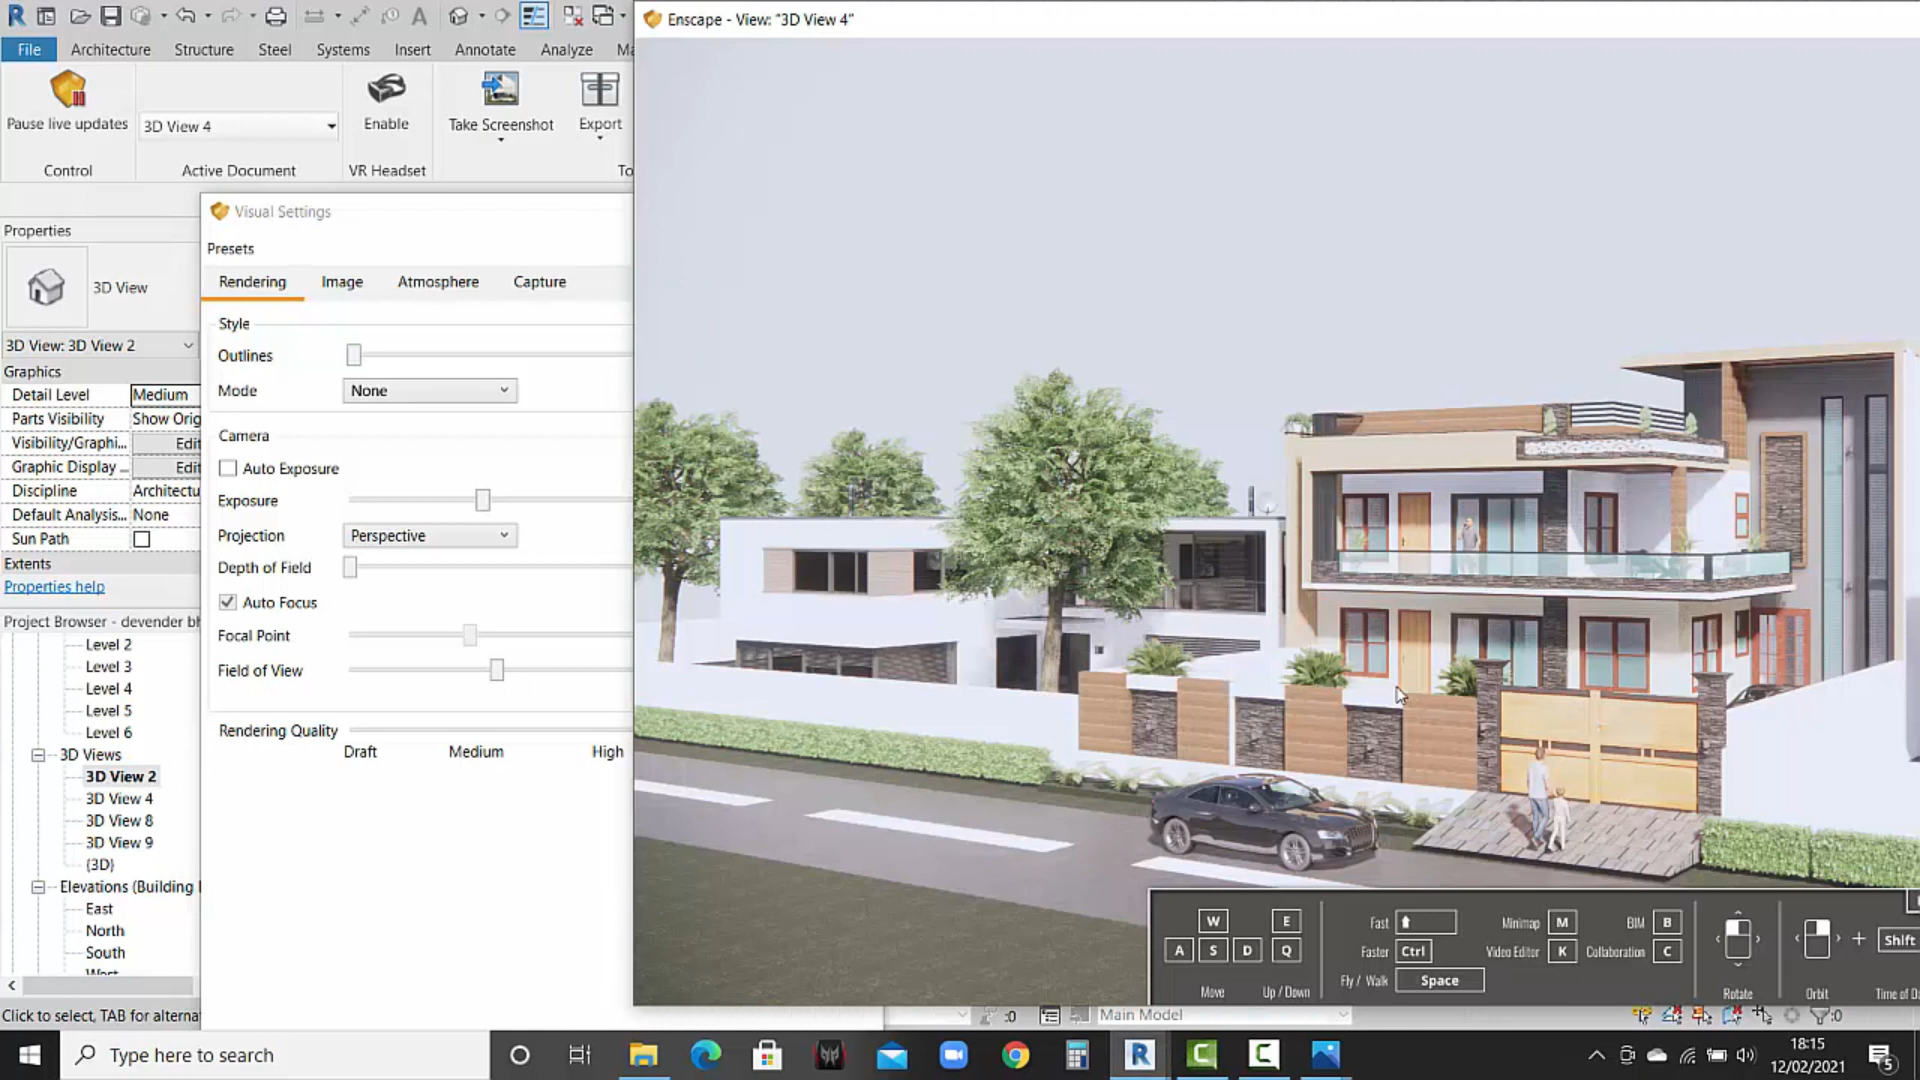 Enscape - View: "3D View 4"
File Architecture Structure Steel Systems Insert Annotate Analyze
Pause live updates
3D View 4
Enable
Take Screenshot
Export
Control
Active Document
VR Headset
Visual Settings
Properties
Presets
Rendering Image Atmosphere Capture
3D View
Style
3D View: 3D View 2
Outlines
Graphics
Mode None
Detail Level Medium
Parts Visibility Show Orig
Visibility/Graphi... Edit
Graphic Display ... Edit
Discipline Architectu
Default Analysis... None
Sun Path
Extents
Properties help
Camera
Auto Exposure
Exposure
Projection Perspective
Depth of Field
Auto Focus
Focal Point
Field of View
Rendering Quality
Draft Medium High
Project Browser - devender bh
Level 2
Level 3
Level 4
Level 5
Level 6
3D Views
3D View 2
3D View 4
3D View 8
3D View 9
{3D}
Elevations (Building
East
North
South
West
W E
A S D Q
Move Up / Down
Fast
Faster Ctrl
Fly / Walk Space
Minimap M
Video Editor K
BIM B
Collaboration C
Rotate
Orbit
+ Shift
Time of D
Click to select, TAB for alterna
:0
Main Model
:0
Type here to search
18:15
12/02/2021
5